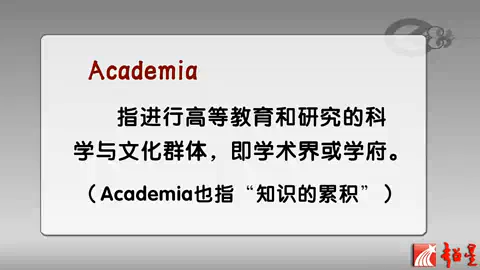 Academia
指进行高等教育和研究的科
学与文化群体，即学术界或学府。
（Academia也指“知识的累积”）